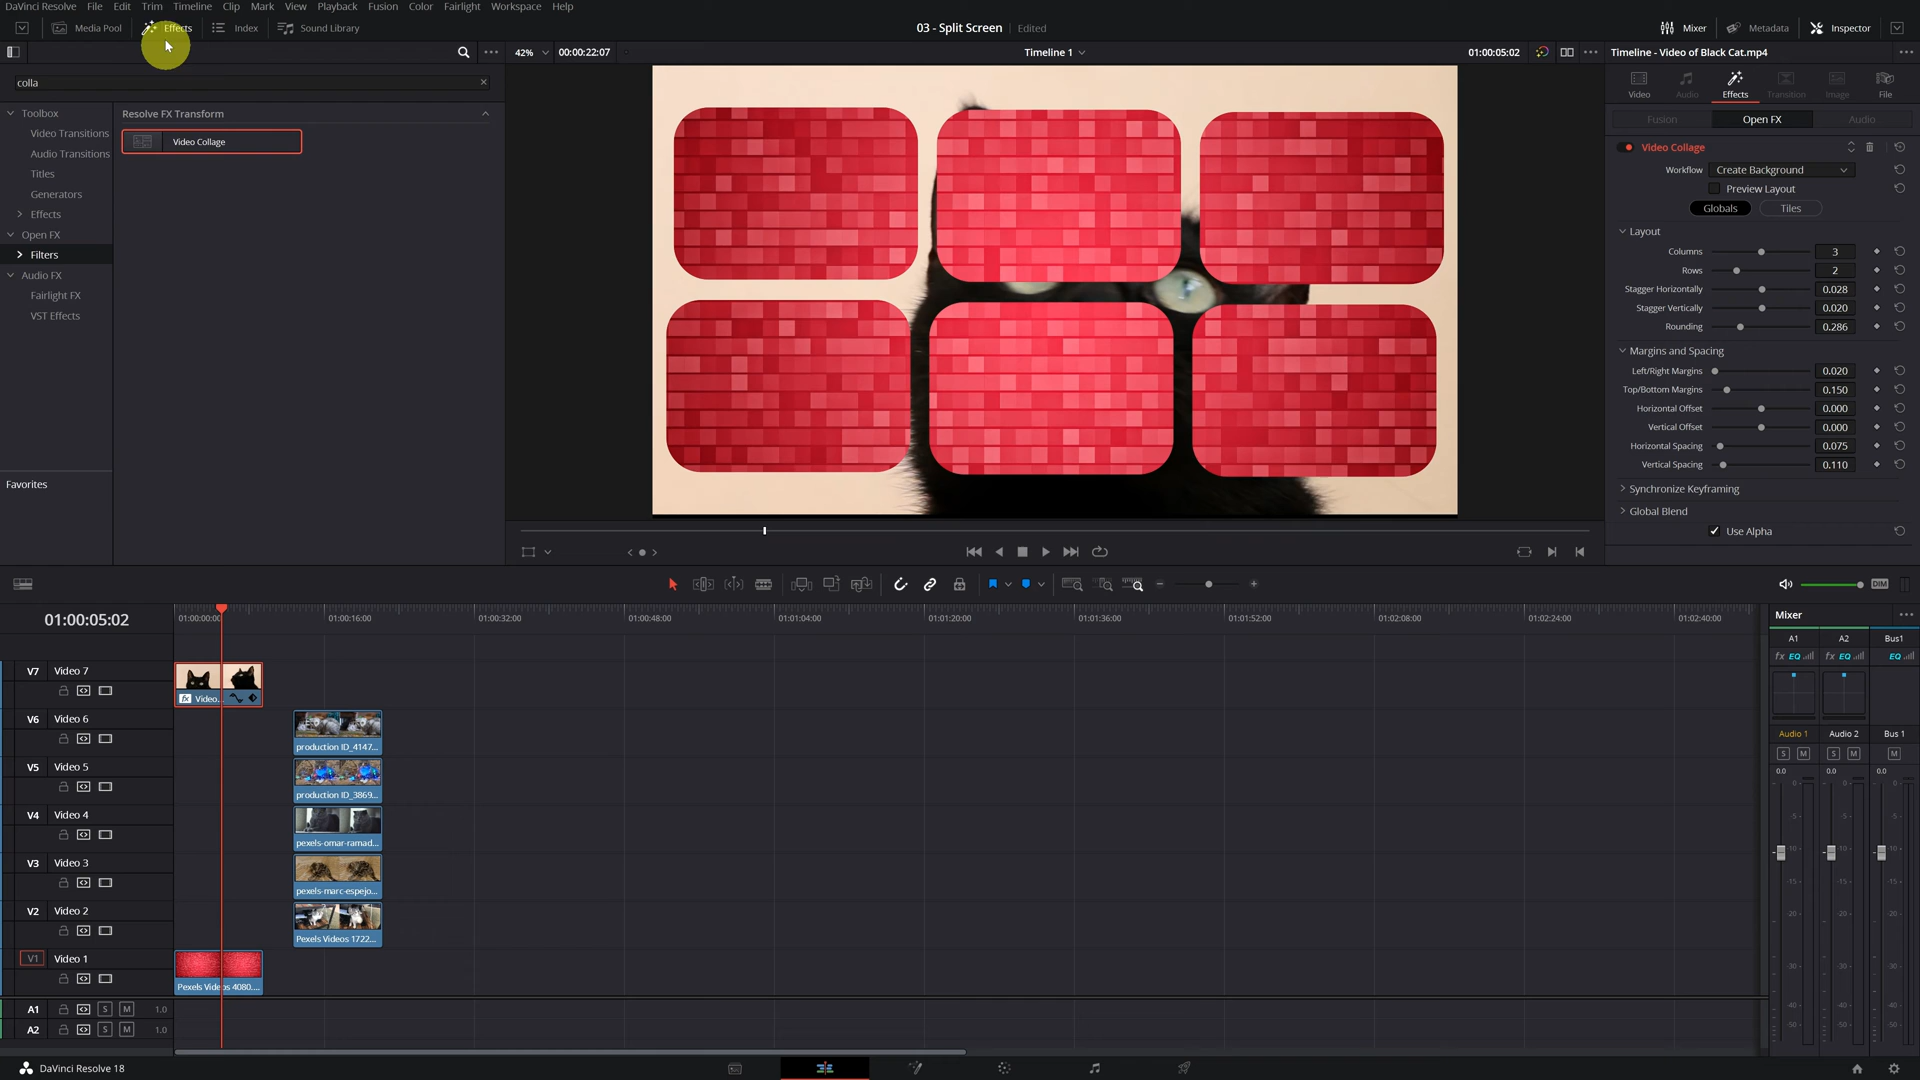 DaVinci Resolve File Edit Trim Timeline Clip Mark View Playback Fusion Color Fairlight Workspace Help
Media Pool Effects Index Sound Library 03 - Split Screen Edited Mixer Metadata Inspector
42% 00:00:22:07 Timeline 1 01:00:05:02 Timeline - Video of Black Cat.mp4
colla
Video Audio Effects Transition Image File
Toolbox
Video Transitions
Audio Transitions
Titles
Generators
Effects
Open FX
Filters
Audio FX
Fairlight FX
VST Effects
Favorites
Resolve FX Transform
Video Collage
Fusion Open FX Audio
Video Collage
Workflow Create Background
Preview Layout
Globals Tiles
Layout
Columns 3
Rows 2
Stagger Horizontally 0.028
Stagger Vertically 0.020
Rounding 0.286
Margins and Spacing
Left/Right Margins 0.020
Top/Bottom Margins 0.150
Horizontal Offset 0.000
Vertical Offset 0.000
Horizontal Spacing 0.075
Vertical Spacing 0.110
Synchronize Keyframing
Global Blend
Use Alpha
DIM
01:00:05:02 01:00:00:00 01:00:16:00 01:00:32:00 01:00:48:00 01:01:04:00 01:01:20:00 01:01:36:00 01:01:52:00 01:02:08:00 01:02:24:00 01:02:40:00
V7 Video 7
fx Video...
V6 Video 6
production ID_4147...
V5 Video 5
production ID_3869...
V4 Video 4
pexels-omar-ramad...
V3 Video 3
pexels-marc-espejo...
V2 Video 2
Pexels Videos 1722...
V1 Video 1
Pexels Videos 4080....
A1 S M 1.0
A2 S M 1.0
Mixer
A1 A2 Bus1
fx EQ fx EQ EQ
Audio 1 Audio 2 Bus 1
S M S M M
0.0 0.0 0.0
DaVinci Resolve 18